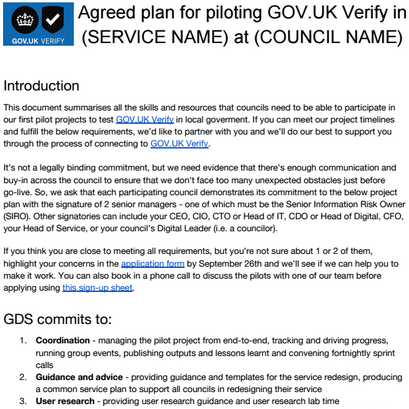 GOV.UK VERIFY
Agreed plan for piloting GOV.UK Verify in
(SERVICE NAME) at (COUNCIL NAME)
Introduction
This document summarises all the skills and resources that councils need to be able to participate in
our first pilot projects to test GOV.UK Verify in local goverment. If you can meet our project timelines
and fulfill the below requirements, we'd like to partner with you and we'll do our best to support you
through the process of connecting to GOV.UK Verify.
It's not a legally binding commitment, but we need evidence that there's enough communication and
buy-in across the council to ensure that we don't face too many unexpected obstacles just before
go-live. So, we ask that each participating council demonstrates its commitment to the below project
plan with the signature of 2 senior managers - one of which must be the Senior Information Risk Owner
(SIRO). Other signatories can include your CEO, CIO, CTO or Head of IT, CDO or Head of Digital, CFO,
your Head of Service, or your council's Digital Leader (i.e. a councilor).
If you think you are close to meeting all requirements, but you're not sure about 1 or 2 of them,
highlight your concerns in the application form by September 26th and we'll see if we can help you to
make it work. You can also book in a phone call to discuss the pilots with one of our team before
applying using this sign-up sheet.
GDS commits to:
1. Coordination - managing the pilot project from end-to-end, tracking and driving progress,
running group events, publishing outputs and lessons learnt and convening fortnightly sprint
calls
2. Guidance and advice - providing guidance and templates for the service redesign, producing
a common service plan to support all councils in redesigning their service
3. User research - providing user research guidance and user research lab time